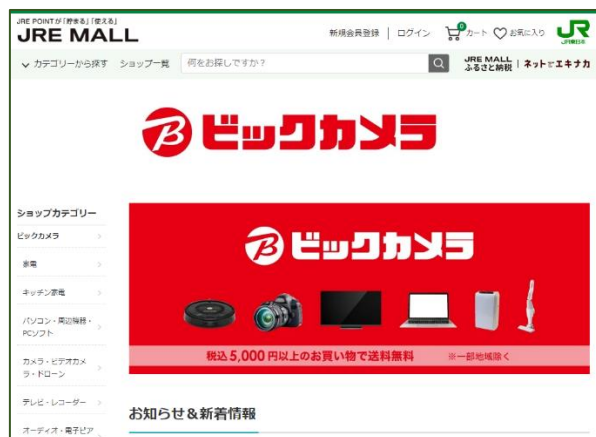 JRE POINTが「貯まる」「使える」
JRE MALL
新規会員登録 | ログイン
0
カート
お気に入り
JR
JR東日本
カテゴリーから探す
ショップ一覧
何をお探しですか?
JRE MALL
ふるさと納税
ネットでエキナカ
ビックカメラ
ショップカテゴリー
ビックカメラ
家電
キッチン家電
パソコン・周辺機器・
PCソフト
カメラ・ビデオカメ
ラ・ドローン
テレビ・レコーダー
オーディオ・電子ピア
ビックカメラ
税込5,000円以上のお買い物で送料無料 ※一部地域除く
お知らせ&新着情報